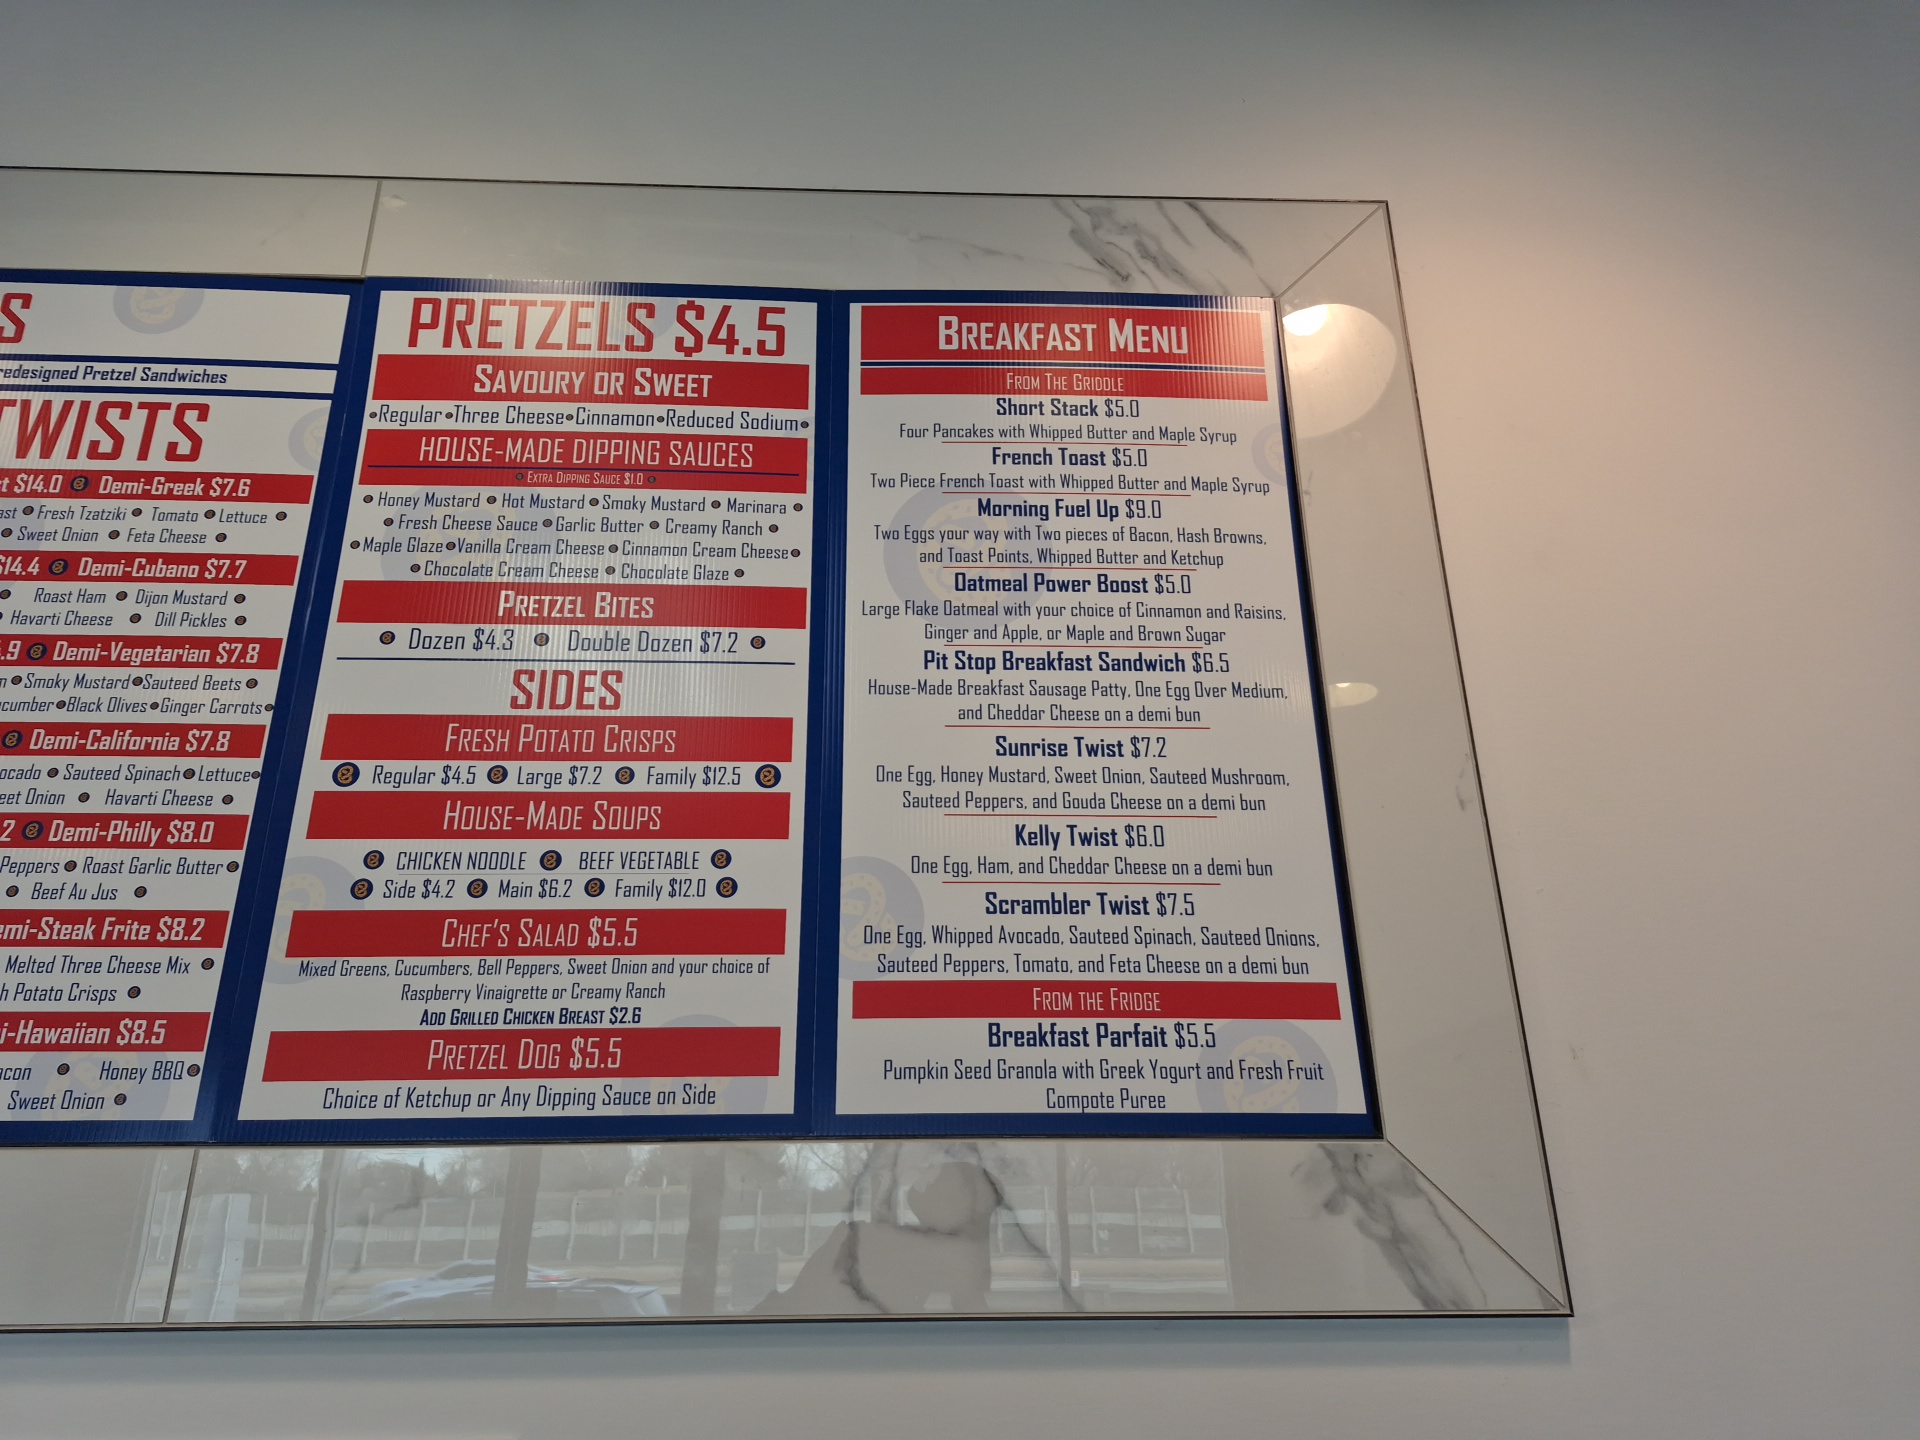 S
redesigned Pretzel Sandwiches
TWISTS
$14.0 Demi-Greek $7.6
Fresh Tzatziki • Tomato • Lettuce •
• Sweet Onion • Feta Cheese •
$14.4 Demi-Cubano $7.7
• Roast Ham • Dijon Mustard •
• Havarti Cheese • Dill Pickles •
.9 Demi-Vegetarian $7.8
• Smoky Mustard • Sauteed Beets •
cumber • Black Olives • Ginger Carrots •
Demi-California $7.8
ocado • Sauteed Spinach • Lettuce •
eet Onion • Havarti Cheese •
2 Demi-Philly $8.0
Peppers • Roast Garlic Butter •
• Beef Au Jus •
emi-Steak Frite $8.2
Melted Three Cheese Mix •
h Potato Crisps •
i-Hawaiian $8.5
acon • Honey BBQ •
Sweet Onion •
PRETZELS $4.5
SAVOURY OR SWEET
• Regular • Three Cheese • Cinnamon • Reduced Sodium •
HOUSE-MADE DIPPING SAUCES
• EXTRA DIPPING SAUCE $1.0 •
• Honey Mustard • Hot Mustard • Smoky Mustard • Marinara •
• Fresh Cheese Sauce • Garlic Butter • Creamy Ranch •
• Maple Glaze • Vanilla Cream Cheese • Cinnamon Cream Cheese •
• Chocolate Cream Cheese • Chocolate Glaze •
PRETZEL BITES
Dozen $4.3 Double Dozen $7.2
SIDES
FRESH POTATO CRISPS
Regular $4.5 Large $7.2 Family $12.5
HOUSE-MADE SOUPS
CHICKEN NOODLE BEEF VEGETABLE
Side $4.2 Main $6.2 Family $12.0
CHEF'S SALAD $5.5
Mixed Greens, Cucumbers, Bell Peppers, Sweet Onion and your choice of
Raspberry Vinaigrette or Creamy Ranch
ADD GRILLED CHICKEN BREAST $2.6
PRETZEL DOG $5.5
Choice of Ketchup or Any Dipping Sauce on Side
BREAKFAST MENU
FROM THE GRIDDLE
Short Stack $5.0
Four Pancakes with Whipped Butter and Maple Syrup
French Toast $5.0
Two Piece French Toast with Whipped Butter and Maple Syrup
Morning Fuel Up $9.0
Two Eggs your way with Two pieces of Bacon, Hash Browns,
and Toast Points, Whipped Butter and Ketchup
Oatmeal Power Boost $5.0
Large Flake Oatmeal with your choice of Cinnamon and Raisins,
Ginger and Apple, or Maple and Brown Sugar
Pit Stop Breakfast Sandwich $6.5
House-Made Breakfast Sausage Patty, One Egg Over Medium,
and Cheddar Cheese on a demi bun
Sunrise Twist $7.2
One Egg, Honey Mustard, Sweet Onion, Sauteed Mushroom,
Sauteed Peppers, and Gouda Cheese on a demi bun
Kelly Twist $6.0
One Egg, Ham, and Cheddar Cheese on a demi bun
Scrambler Twist $7.5
One Egg, Whipped Avocado, Sauteed Spinach, Sauteed Onions,
Sauteed Peppers, Tomato, and Feta Cheese on a demi bun
FROM THE FRIDGE
Breakfast Parfait $5.5
Pumpkin Seed Granola with Greek Yogurt and Fresh Fruit
Compote Puree